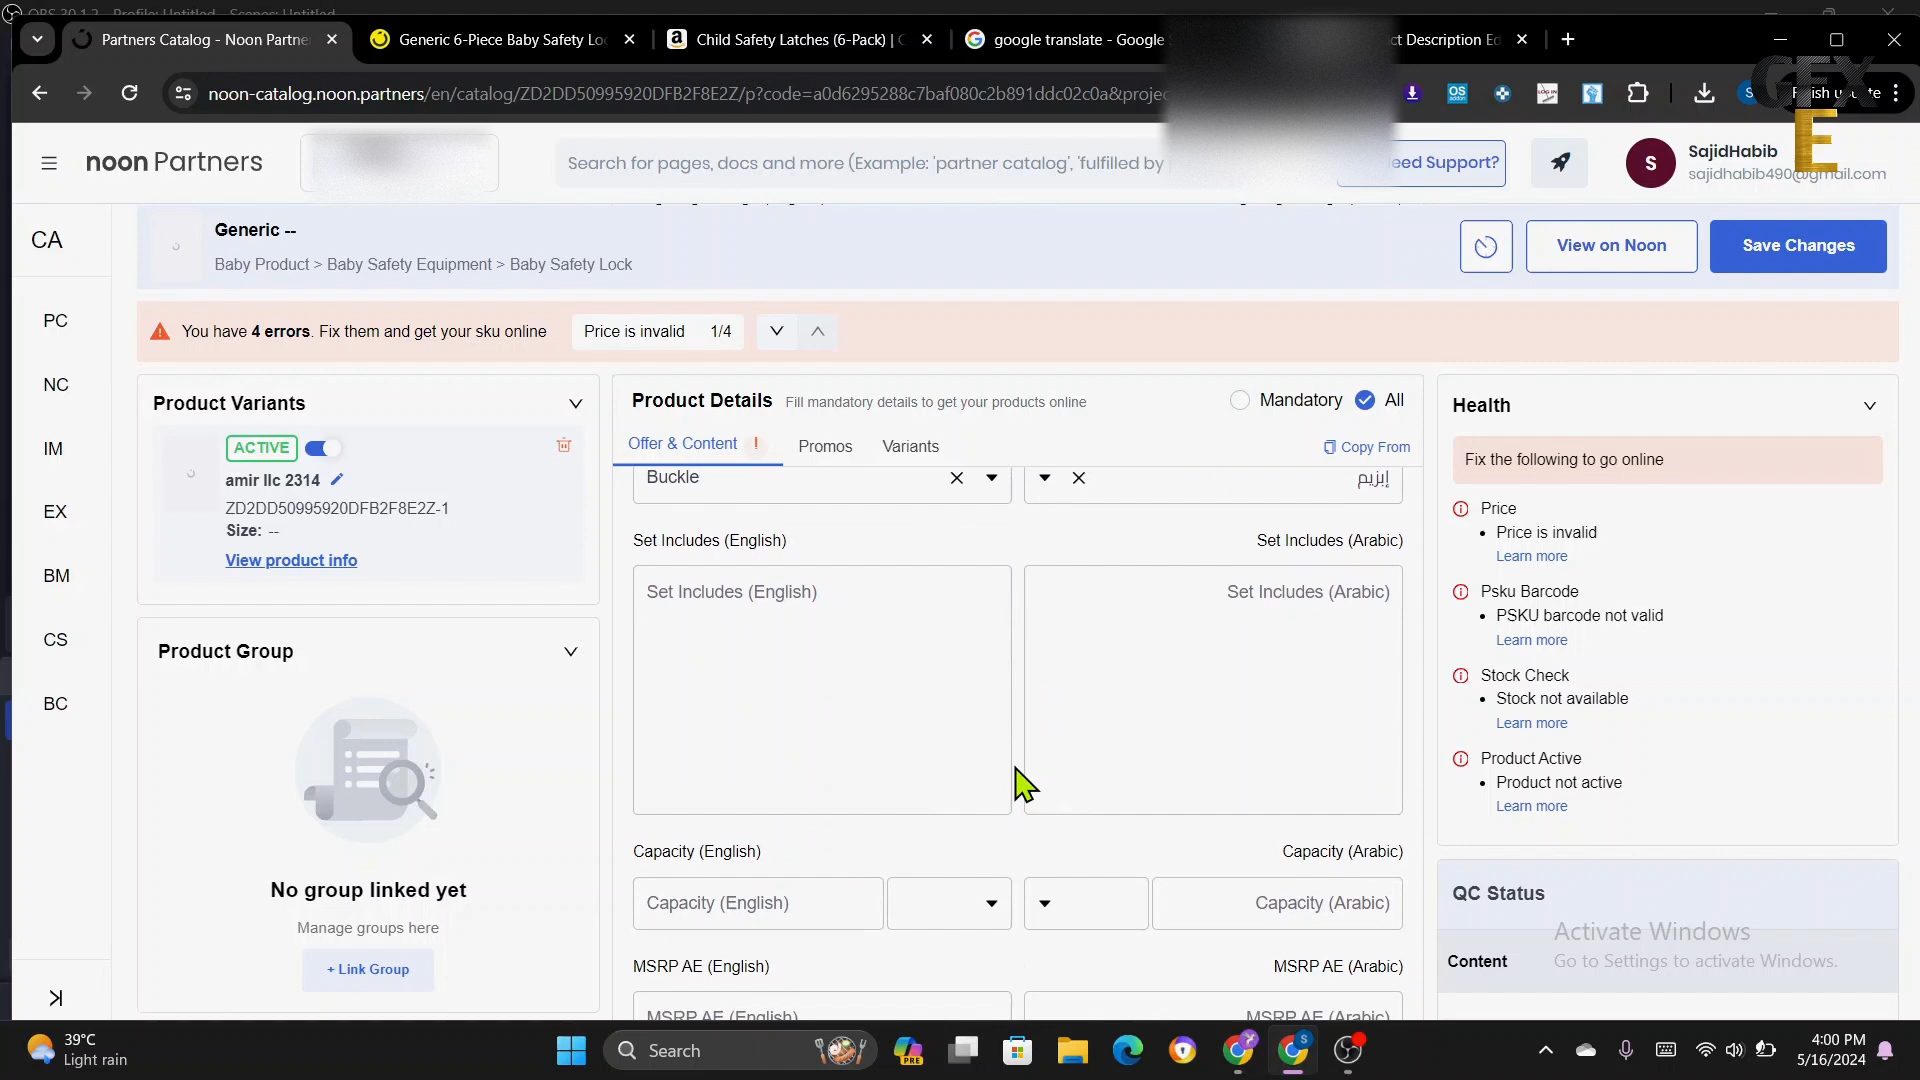 Partners Catalog - Noon Partne
Generic 6-Piece Baby Safety Lo
Child Safety Latches (6-Pack) |
google translate - Google
ct Description Ed
noon-catalog.noon.partners/en/catalog/ZD2DD50995920DFB2F8E2Z/p?code=a0d6295288c7baf080c2b891ddc02c0a&projec
GFX
E
noon Partners
Search for pages, docs and more (Example: 'partner catalog', 'fulfilled by
eed Support?
S
SajidHabib
sajidhabib490@gmail.com
CA
PC
NC
IM
EX
BM
CS
BC
Generic --
Baby Product > Baby Safety Equipment > Baby Safety Lock
View on Noon
Save Changes
You have 4 errors. Fix them and get your sku online
Price is invalid 1/4
Product Variants
ACTIVE
amir llc 2314
ZD2DD50995920DFB2F8E2Z-1
Size: --
View product info
Product Group
No group linked yet
Manage groups here
+ Link Group
Product Details Fill mandatory details to get your products online
Mandatory All
Offer & Content ! Promos Variants
Copy From
Buckle
إبزيم
Set Includes (English)
Set Includes (Arabic)
Set Includes (English)
Set Includes (Arabic)
Capacity (English)
Capacity (Arabic)
Capacity (English)
Capacity (Arabic)
MSRP AE (English)
MSRP AE (Arabic)
MSRP AE (English)
MSRP AE (Arabic)
Health
Fix the following to go online
Price
Price is invalid
Learn more
Psku Barcode
PSKU barcode not valid
Learn more
Stock Check
Stock not available
Learn more
Product Active
Product not active
Learn more
QC Status
Content
Activate Windows
Go to Settings to activate Windows.
39°C
Light rain
Search
PRE
4:00 PM
5/16/2024